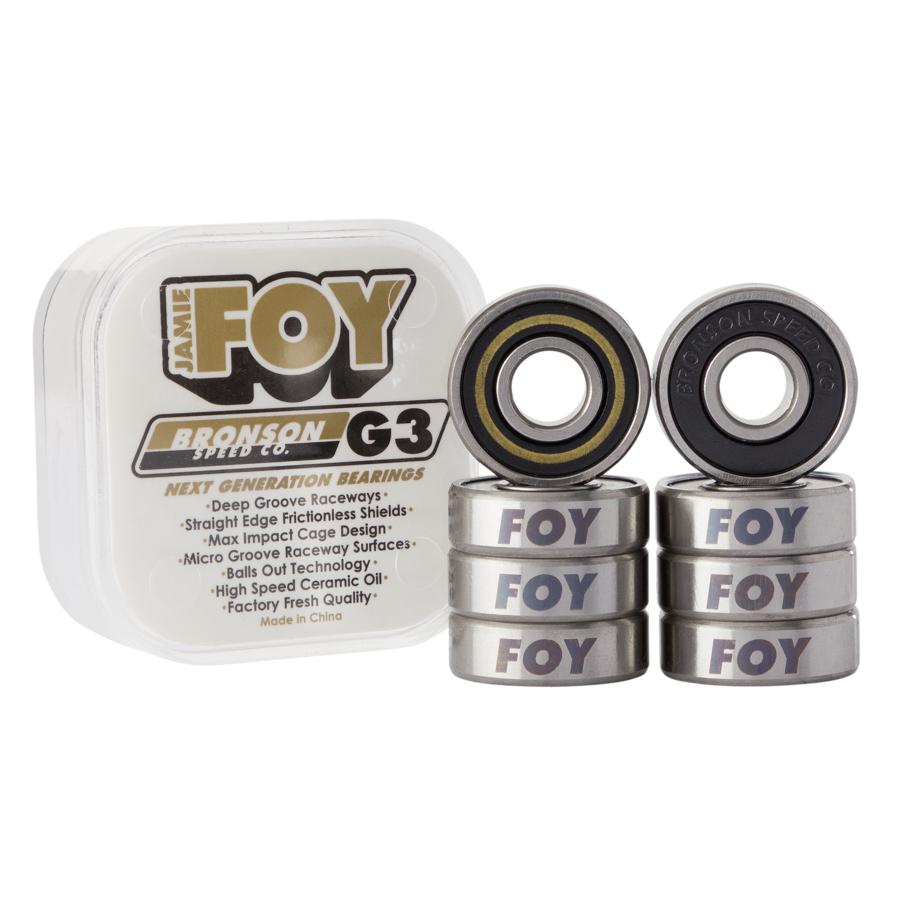 JAMIE
FOY
BRONSON G3
SPEED CO.
NEXT GENERATION BEARINGS
•Deep Groove Raceways•
•Straight Edge Frictionless Shields•
•Max Impact Cage Design•
•Micro Groove Raceway Surfaces•
•Balls Out Technology•
•High Speed Ceramic Oil•
•Factory Fresh Quality•
Made in China
BRONSON SPEED CO
FOY
FOY
FOY
FOY
FOY
FOY